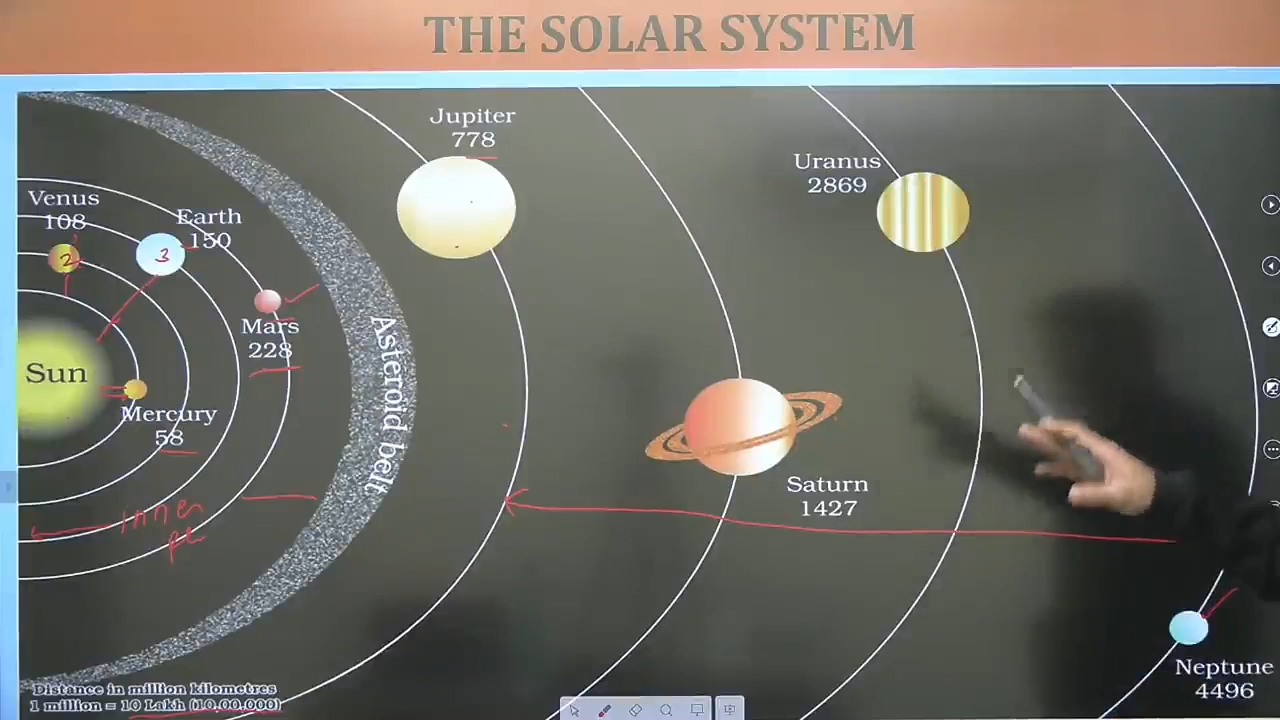 THE SOLAR SYSTEM
Jupiter
778
Uranus
2869
Venus
108
Earth
150
2
3
Mars
228
Sun
Mercury
58
Asteroid belt
Saturn
1427
Inner
pl
Neptune
4496
Distance in million kilometres
1 million = 10 Lakh (10,00,000)